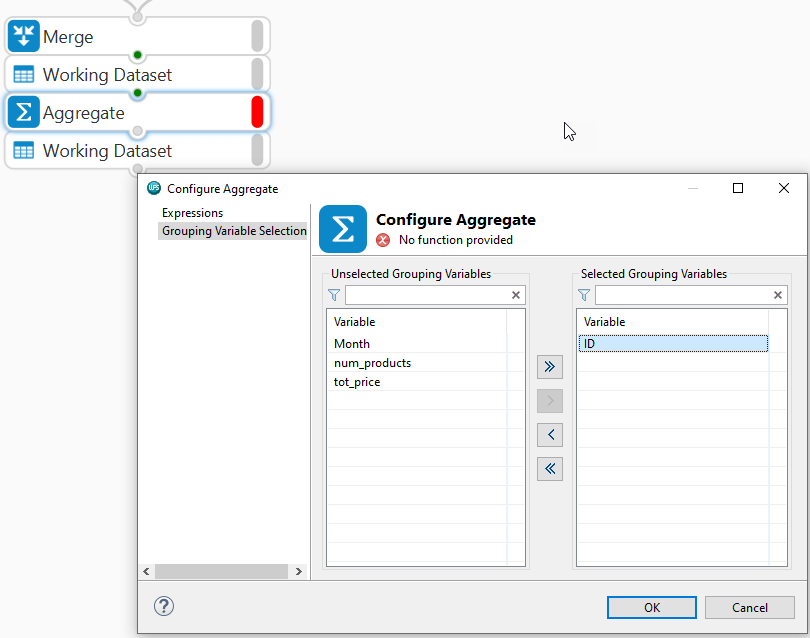 Merge
Working Dataset
Aggregate
Working Dataset
WPS Configure Aggregate
Expressions
Grouping Variable Selection
Configure Aggregate
No function provided
Unselected Grouping Variables
Selected Grouping Variables
Variable
Month
num_products
tot_price
Variable
ID
OK
Cancel